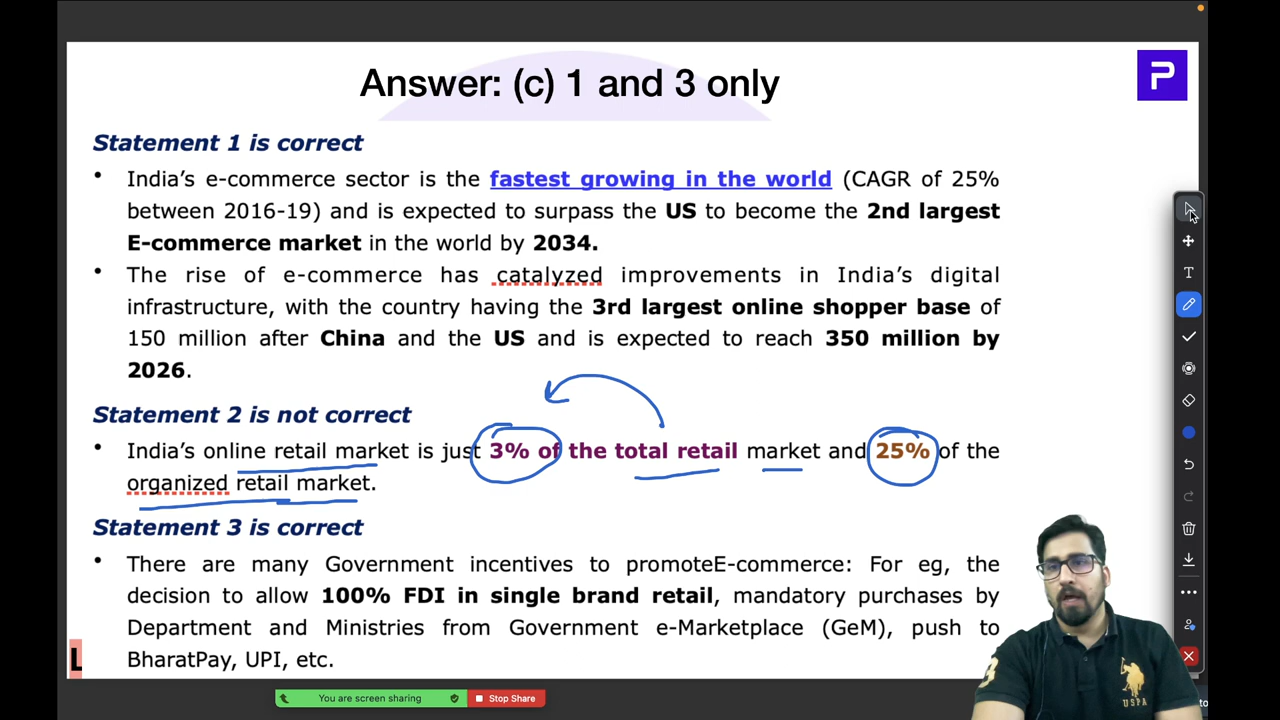 Answer: (c) 1 and 3 only
P
Statement 1 is correct
• India's e-commerce sector is the fastest growing in the world (CAGR of 25%
between 2016-19) and is expected to surpass the US to become the 2nd largest
E-commerce market in the world by 2034.
• The rise of e-commerce has catalyzed improvements in India's digital
infrastructure, with the country having the 3rd largest online shopper base of
150 million after China and the US and is expected to reach 350 million by
2026.
Statement 2 is not correct
• India's online retail market is just 3% of the total retail market and 25% of the
organized retail market.
Statement 3 is correct
• There are many Government incentives to promoteE-commerce: For eg, the
decision to allow 100% FDI in single brand retail, mandatory purchases by
Department and Ministries from Government e-Marketplace (GeM), push to
BharatPay, UPI, etc.
L
T
You are screen sharing
Stop Share
USPA
to